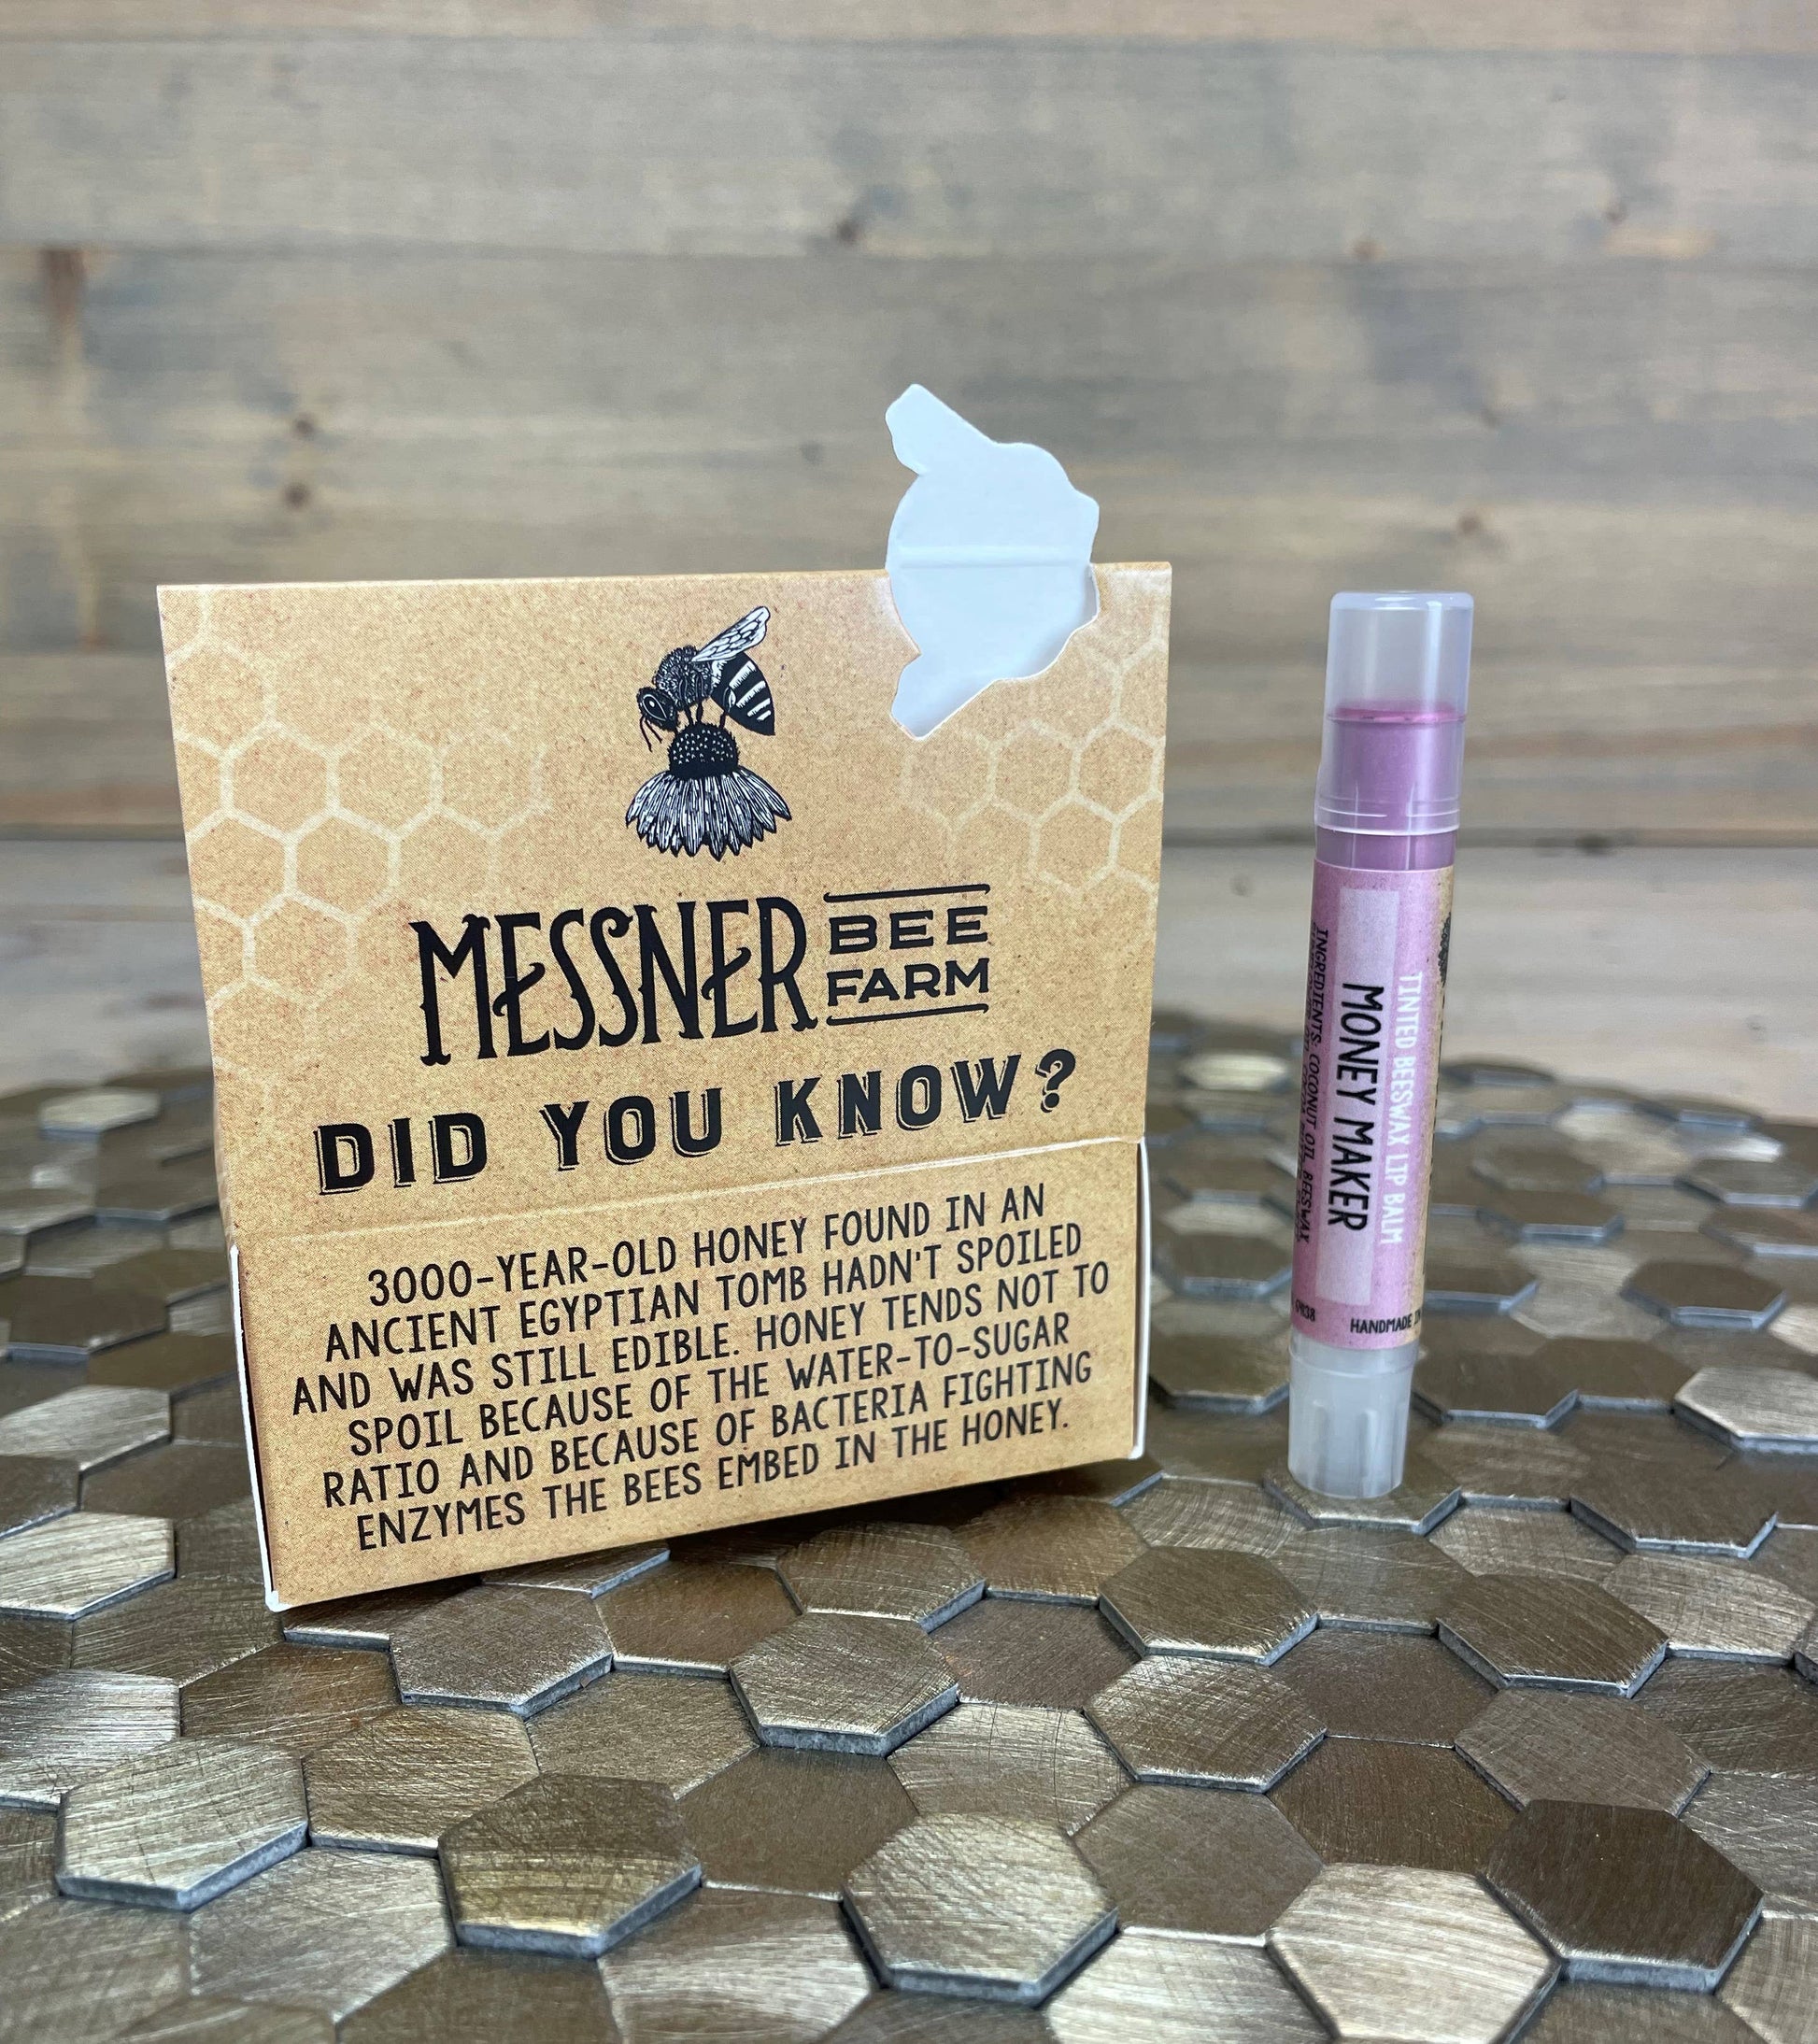 MESSNER BEE FARM
DID YOU KNOW?
3000-YEAR-OLD HONEY FOUND IN AN
ANCIENT EGYPTIAN TOMB HADN'T SPOILED
AND WAS STILL EDIBLE. HONEY TENDS NOT TO
SPOIL BECAUSE OF THE WATER-TO-SUGAR
RATIO AND BECAUSE OF BACTERIA FIGHTING
ENZYMES THE BEES EMBED IN THE HONEY.
TINTED BEESWAX LIP BALM
MONEY MAKER
INGREDIENTS: COCONUT OIL, BEESWAX
HANDMADE